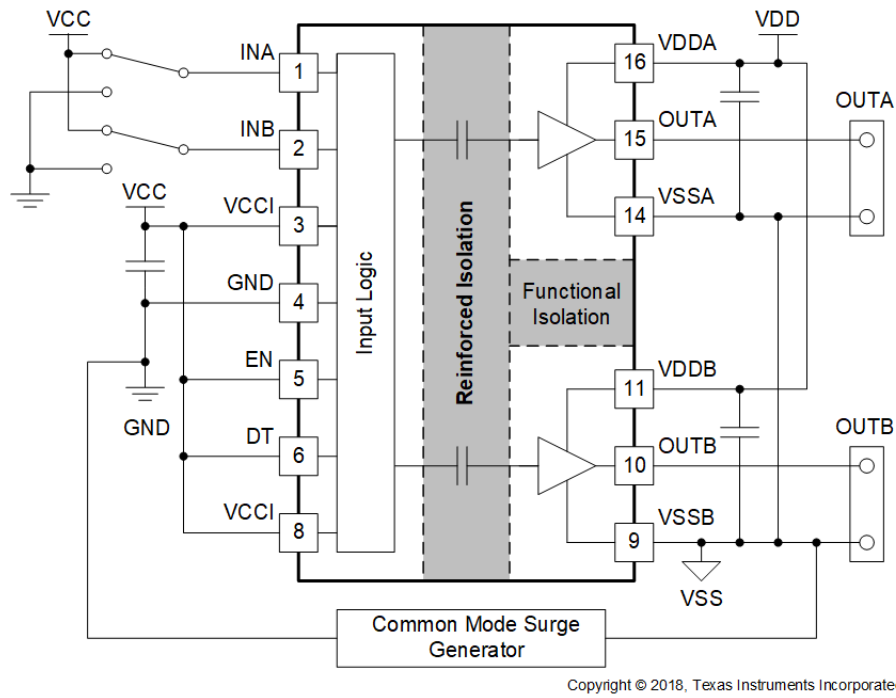 VCC
VDD
INA
1
16
VDDA
OUTA
INB
2
15
OUTA
VCC
VCCI
3
14
VSSA
GND
4
Input Logic
Reinforced Isolation
Functional
Isolation
EN
5
11
VDDB
GND
DT
6
10
OUTB
OUTB
VCCI
8
9
VSSB
VSS
Common Mode Surge
Generator
Copyright © 2018, Texas Instruments Incorporate